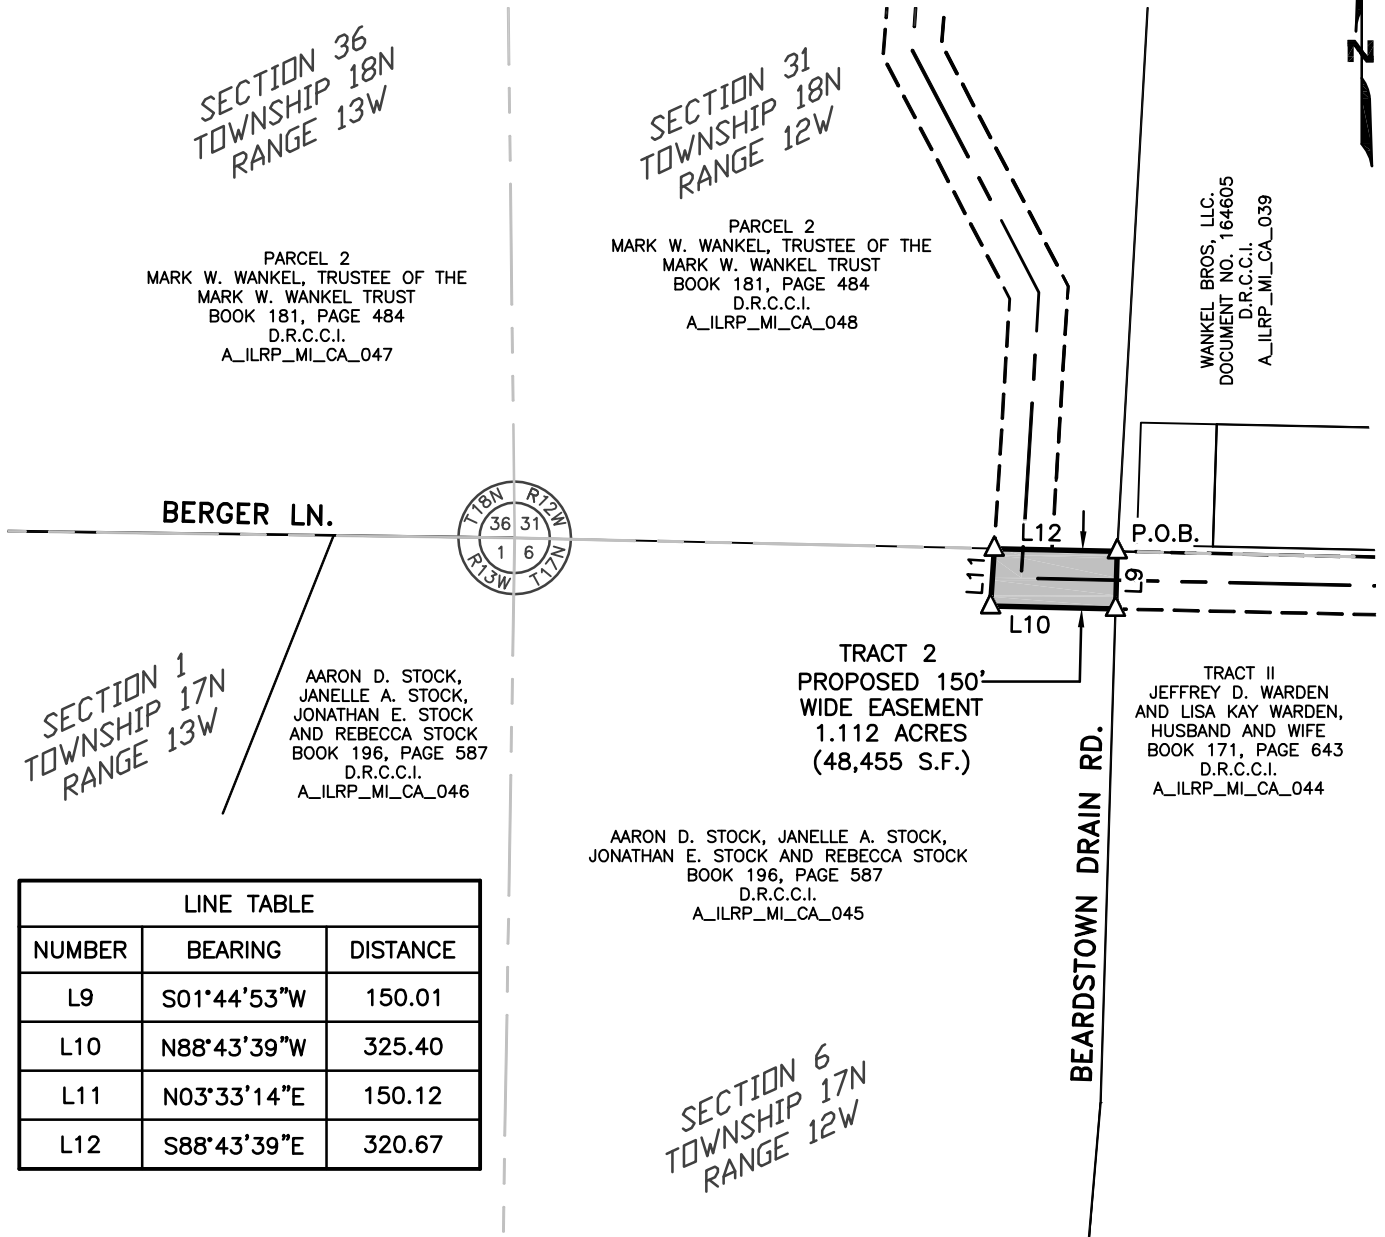 SECTION 36
TOWNSHIP 18N
RANGE 13W
SECTION 31
TOWNSHIP 18N
RANGE 12W
N
PARCEL 2
MARK W. WANKEL, TRUSTEE OF THE
MARK W. WANKEL TRUST
BOOK 181, PAGE 484
D.R.C.C.I.
A_ILRP_MI_CA_047
PARCEL 2
MARK W. WANKEL, TRUSTEE OF THE
MARK W. WANKEL TRUST
BOOK 181, PAGE 484
D.R.C.C.I.
A_ILRP_MI_CA_048
WANKEL BROS, LLC.
DOCUMENT NO. 164605
D.R.C.C.I.
A_ILRP_MI_CA_039
BERGER LN.
T18N R12W
36 31
1 6
R13W T17N
L12
P.O.B.
L11
L9
L10
TRACT 2
PROPOSED 150'
WIDE EASEMENT
1.112 ACRES
(48,455 S.F.)
SECTION 1
TOWNSHIP 17N
RANGE 13W
AARON D. STOCK,
JANELLE A. STOCK,
JONATHAN E. STOCK
AND REBECCA STOCK
BOOK 196, PAGE 587
D.R.C.C.I.
A_ILRP_MI_CA_046
TRACT II
JEFFREY D. WARDEN
AND LISA KAY WARDEN,
HUSBAND AND WIFE
BOOK 171, PAGE 643
D.R.C.C.I.
A_ILRP_MI_CA_044
BEARDSTOWN DRAIN RD.
AARON D. STOCK, JANELLE A. STOCK,
JONATHAN E. STOCK AND REBECCA STOCK
BOOK 196, PAGE 587
D.R.C.C.I.
A_ILRP_MI_CA_045
LINE TABLE
NUMBER BEARING DISTANCE
L9 S01°44'53"W 150.01
L10 N88°43'39"W 325.40
L11 N03°33'14"E 150.12
L12 S88°43'39"E 320.67
SECTION 6
TOWNSHIP 17N
RANGE 12W